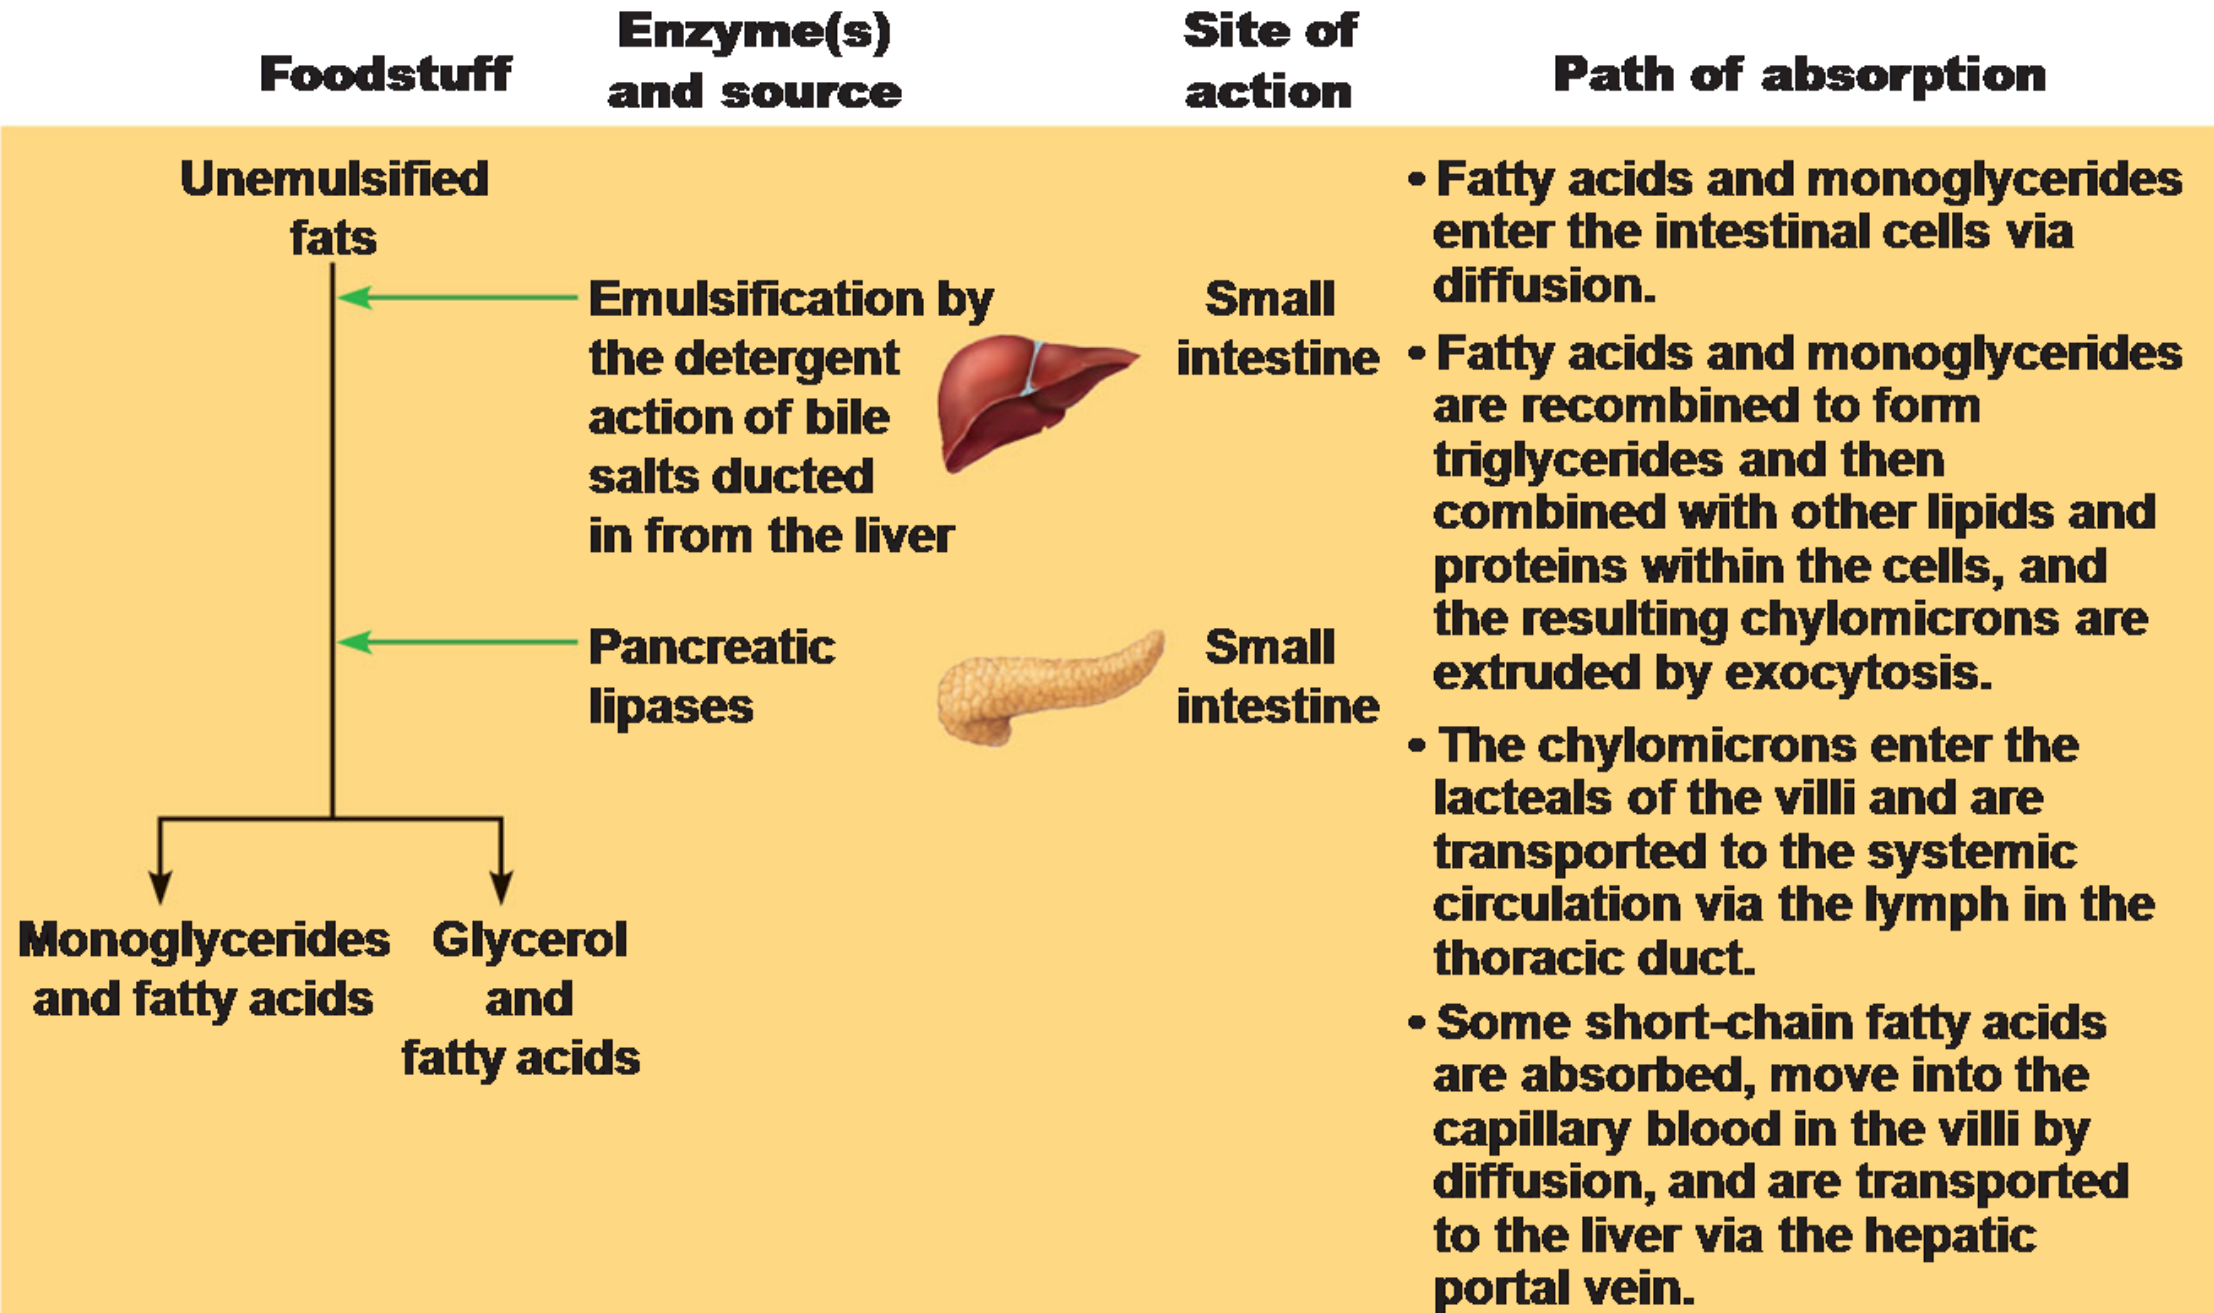 Foodstuff
Enzyme(s)
and source
Site of
action
Path of absorption
Unemulsified
fats
Emulsification by
the detergent
action of bile
salts ducted
in from the liver
Small
intestine
Pancreatic
lipases
Small
intestine
Monoglycerides
and fatty acids
Glycerol
and
fatty acids
• Fatty acids and monoglycerides
enter the intestinal cells via
diffusion.
• Fatty acids and monoglycerides
are recombined to form
triglycerides and then
combined with other lipids and
proteins within the cells, and
the resulting chylomicrons are
extruded by exocytosis.
• The chylomicrons enter the
lacteals of the villi and are
transported to the systemic
circulation via the lymph in the
thoracic duct.
• Some short-chain fatty acids
are absorbed, move into the
capillary blood in the villi by
diffusion, and are transported
to the liver via the hepatic
portal vein.